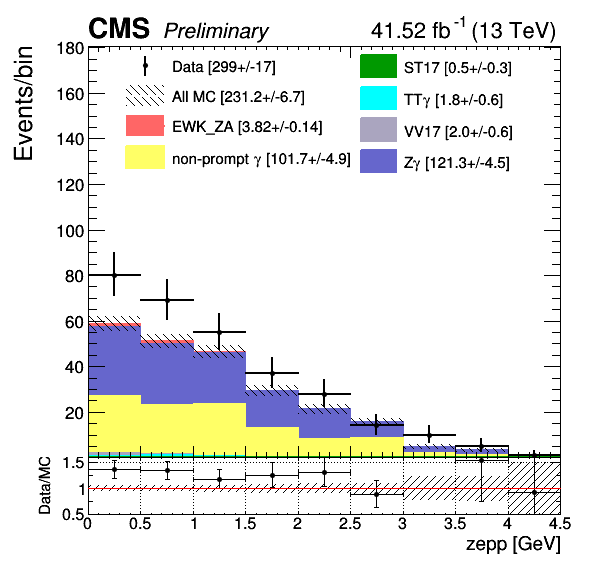 CMS Preliminary 41.52 fb⁻¹ (13 TeV)
Events/bin
180
160
140
120
100
80
60
40
20
Data [299+/-17]
All MC [231.2+/-6.7]
EWK_ZA [3.82+/-0.14]
non-prompt γ [101.7+/-4.9]
ST17 [0.5+/-0.3]
TTγ [1.8+/-0.6]
VV17 [2.0+/-0.6]
Zγ [121.3+/-4.5]
Data/MC
1.5
1
0.5
0 0.5 1 1.5 2 2.5 3 3.5 4 4.5
zepp [GeV]